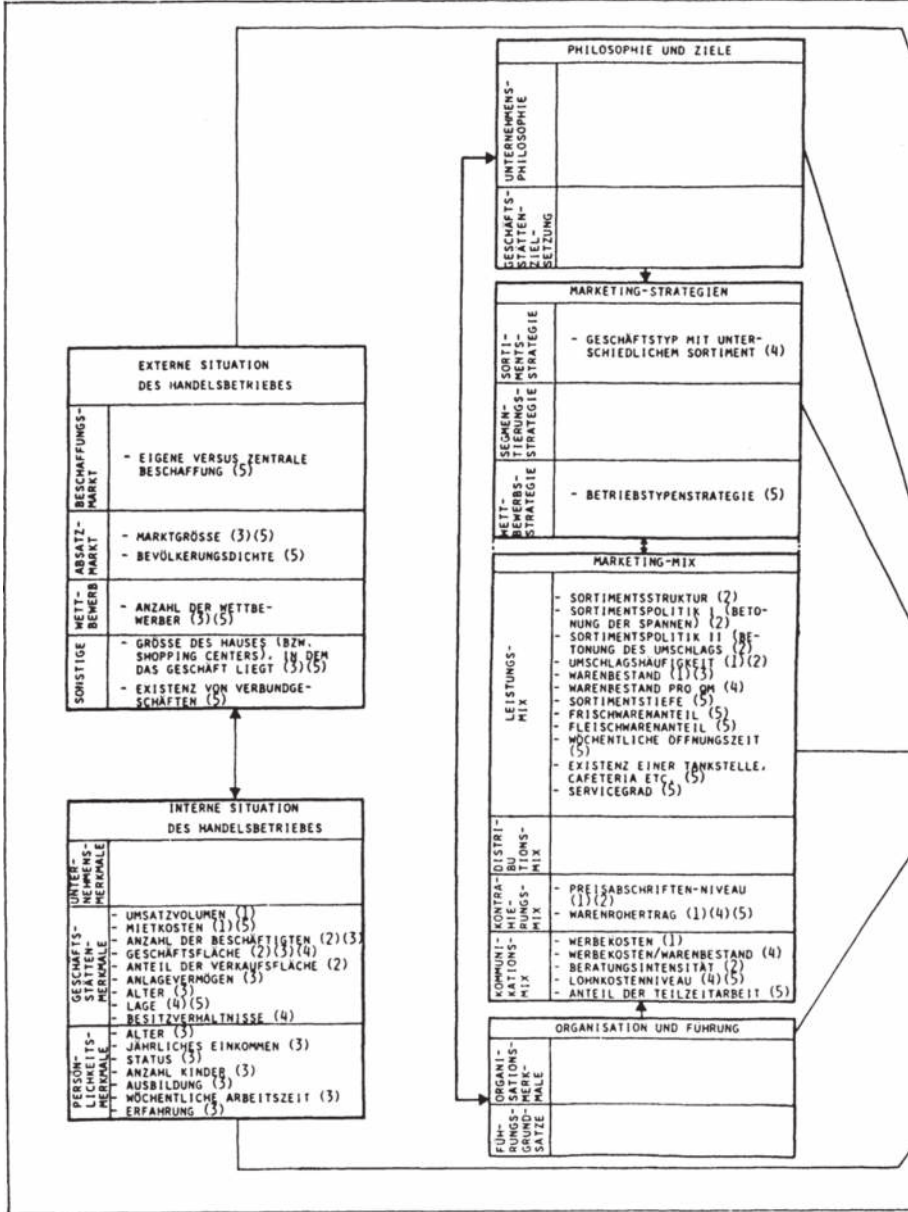 EXTERNE SITUATION
DES HANDELSBETRIEBES
BESCHAFFUNGS-
MARKT
- EIGENE VERSUS ZENTRALE
BESCHAFFUNG (5)
ABSATZ-
MARKT
- MARKTGRÖSSE (3)(5)
- BEVÖLKERUNGSDICHTE (5)
WETT-
BEWERB
- ANZAHL DER WETTBE-
WERBER (3)(5)
SONSTIGE
- GRÖSSE DES HAUSES (BZW.
SHOPPING CENTERS), IN DEM
DAS GESCHÄFT LIEGT (3)(5)
- EXISTENZ VON VERBUNDGE-
SCHÄFTEN (5)
INTERNE SITUATION
DES HANDELSBETRIEBES
UNTER-
NEHMENS-
MERKMALE
GESCHÄFTS-
STÄTTEN-
MERKMALE
- UMSATZVOLUMEN (1)
- MIETKOSTEN (1)(5)
- ANZAHL DER BESCHÄFTIGTEN (2)(3)
- GESCHÄFTSFLÄCHE (2)(3)(4)
- ANTEIL DER VERKAUFSFLÄCHE (2)
- ANLAGEVERMÖGEN (3)
- ALTER (3)
- LAGE (4)(5)
- BESITZVERHÄLTNISSE (4)
PERSÖN-
LICHKEITS-
MERKMALE
- ALTER (3)
- JÄHRLICHES EINKOMMEN (3)
- STATUS (3)
- ANZAHL KINDER (3)
- AUSBILDUNG (3)
- WÖCHENTLICHE ARBEITSZEIT (3)
- ERFAHRUNG (3)
PHILOSOPHIE UND ZIELE
UNTERNEHMENS-
PHILOSOPHIE
GESCHÄFTS-
STÄTTEN-
ZIEL-
SETZUNG
MARKETING-STRATEGIEN
SORTI-
MENTS-
STRATEGIE
- GESCHÄFTSTYP MIT UNTER-
SCHIEDLICHEM SORTIMENT (4)
SEGMEN-
TIERUNGS-
STRATEGIE
WETT-
BEWERBS-
STRATEGIE
- BETRIEBSTYPENSTRATEGIE (5)
MARKETING-MIX
LEISTUNGS-
MIX
- SORTIMENTSSTRUKTUR (2)
- SORTIMENTSPOLITIK I (BETO-
NUNG DER SPANNEN) (2)
- SORTIMENTSPOLITIK II (BE-
TONUNG DES UMSCHLAGS (2)
- UMSCHLAGSHÄUFIGKEIT (1)(2)
- WARENBESTAND (1)(3)
- WARENBESTAND PRO QM (4)
- SORTIMENTSTIEFE (5)
- FRISCHWARENANTEIL (5)
- FLEISCHWARENANTEIL (5)
- WÖCHENTLICHE ÖFFNUNGSZEIT
(5)
- EXISTENZ EINER TANKSTELLE,
CAFETERIA ETC. (5)
- SERVICEGRAD (5)
DISTRI-
BU
TIONS-
MIX
KONTRA-
HIE-
RUNGS-
MIX
- PREISABSCHRIFTEN-NIVEAU
(1)(2)
- WARENROHERTRAG (1)(4)(5)
KOMMUNI-
KATIONS-
MIX
- WERBEKOSTEN (1)
- WERBEKOSTEN/WARENBESTAND (4)
- BERATUNGSINTENSITÄT (2)
- LOHNKOSTENNIVEAU (4)(5)
- ANTEIL DER TEILZEITARBEIT (5)
ORGANISATION UND FÜHRUNG
ORGANI-
SATIONS-
MERK-
MALE
FÜH-
RUNGS-
GRUND-
SÄTZE